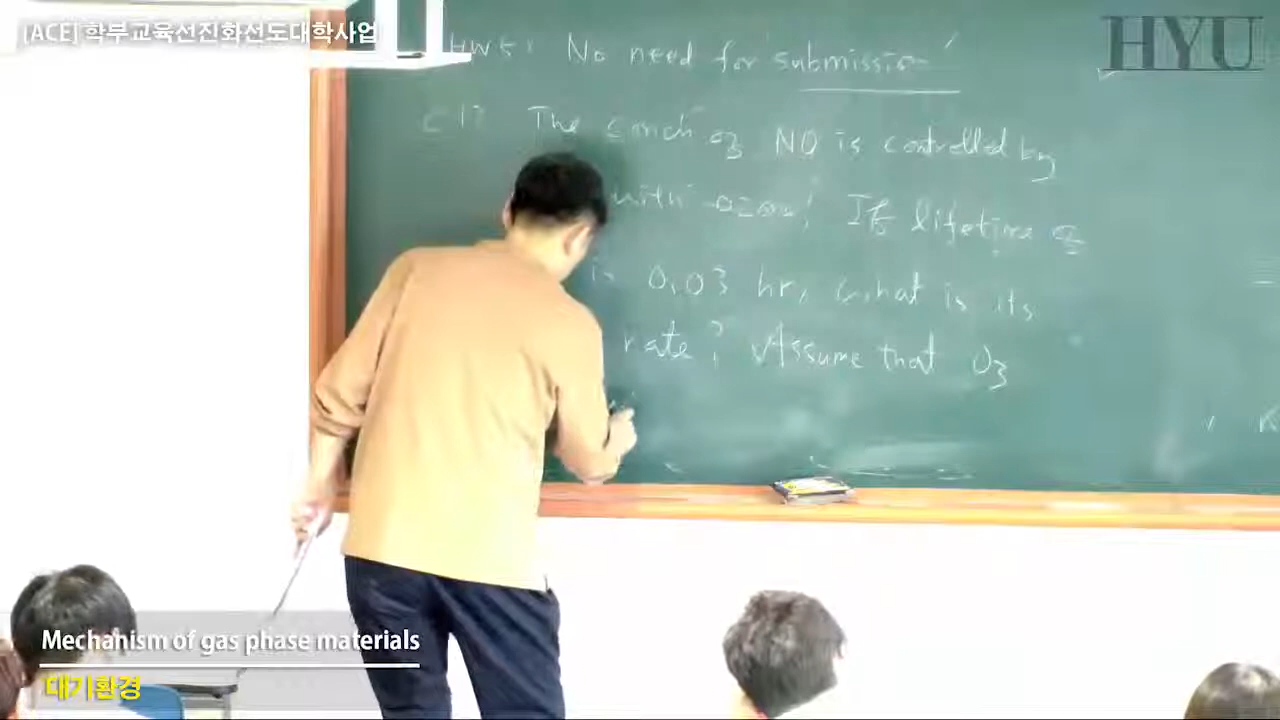 [ACE] 학부교육선진화선도대학사업
HYU
HW5: No need for submission
The conc'n of NO is controlled by
with ozone! If lifetime of
is 0.03 hr, what is its
rate? Assume that O3
Mechanism of gas phase materials
대기환경